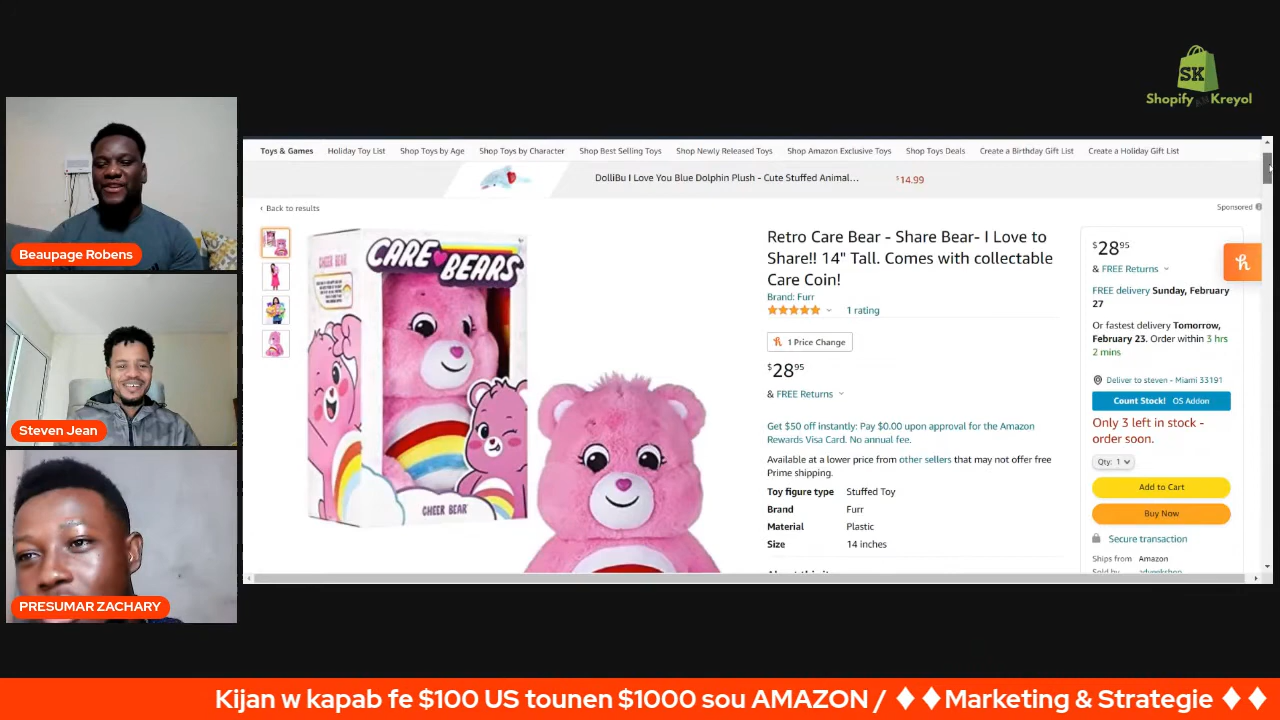 SK
Shopify AN Kreyol
Toys & Games Holiday Toy List Shop Toys by Age Shop Toys by Character Shop Best Selling Toys Shop Newly Released Toys Shop Amazon Exclusive Toys Shop Toys Deals Create a Birthday Gift List Create a Holiday Gift List
DolliBu I Love You Blue Dolphin Plush - Cute Stuffed Animal... $14.99
‹ Back to results
Sponsored
CARE BEARS
CHEER BEAR
CHEER BEAR
Retro Care Bear - Share Bear- I Love to
Share!! 14" Tall. Comes with collectable
Care Coin!
Brand: Furr
1 rating
1 Price Change
$28⁹⁵
& FREE Returns
Get $50 off instantly: Pay $0.00 upon approval for the Amazon
Rewards Visa Card. No annual fee.
Available at a lower price from other sellers that may not offer free
Prime shipping.
Toy figure type Stuffed Toy
Brand Furr
Material Plastic
Size 14 inches
$28⁹⁵
& FREE Returns
FREE delivery Sunday, February
27
Or fastest delivery Tomorrow,
February 23. Order within 3 hrs
2 mins
Deliver to steven - Miami 33191
Count Stock! OS Addon
Only 3 left in stock -
order soon.
Qty: 1
Add to Cart
Buy Now
Secure transaction
Ships from Amazon
Beaupage Robens
Steven Jean
PRESUMAR ZACHARY
Kijan w kapab fe $100 US tounen $1000 sou AMAZON / ♦ ♦Marketing & Strategie ♦ ♦